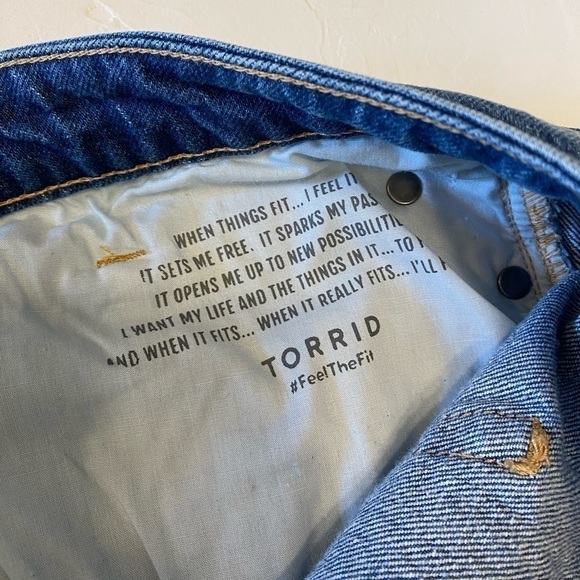 WHEN THINGS FIT... I FEEL IT
IT SETS ME FREE. IT SPARKS MY PAS
IT OPENS ME UP TO NEW POSSIBILITIE
I WANT MY LIFE AND THE THINGS IN IT... TO
AND WHEN IT FITS... WHEN IT REALLY FITS... I'LL
TORRID
#FeelTheFit